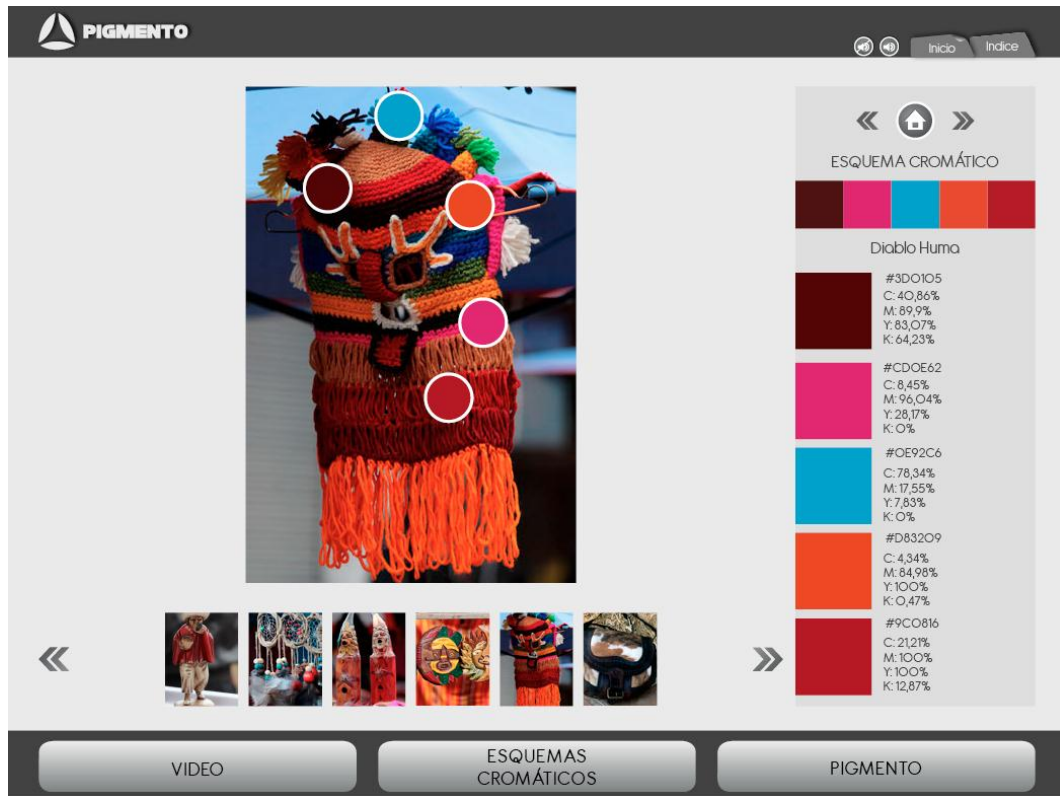 PIGMENTO
Inicio
Indice
ESQUEMA CROMÁTICO
Diablo Huma
#3D0105
C: 40,86%
M: 89,9%
Y: 83,07%
K: 64,23%
#CD0E62
C: 8,45%
M: 96,04%
Y: 28,17%
K: 0%
#0E92C6
C: 78,34%
M: 17,55%
Y: 7,83%
K: 0%
#D83209
C: 4,34%
M: 84,98%
Y: 100%
K: 0,47%
#9C0816
C: 21,21%
M: 100%
Y: 100%
K: 12,87%
VIDEO
ESQUEMAS
CROMÁTICOS
PIGMENTO